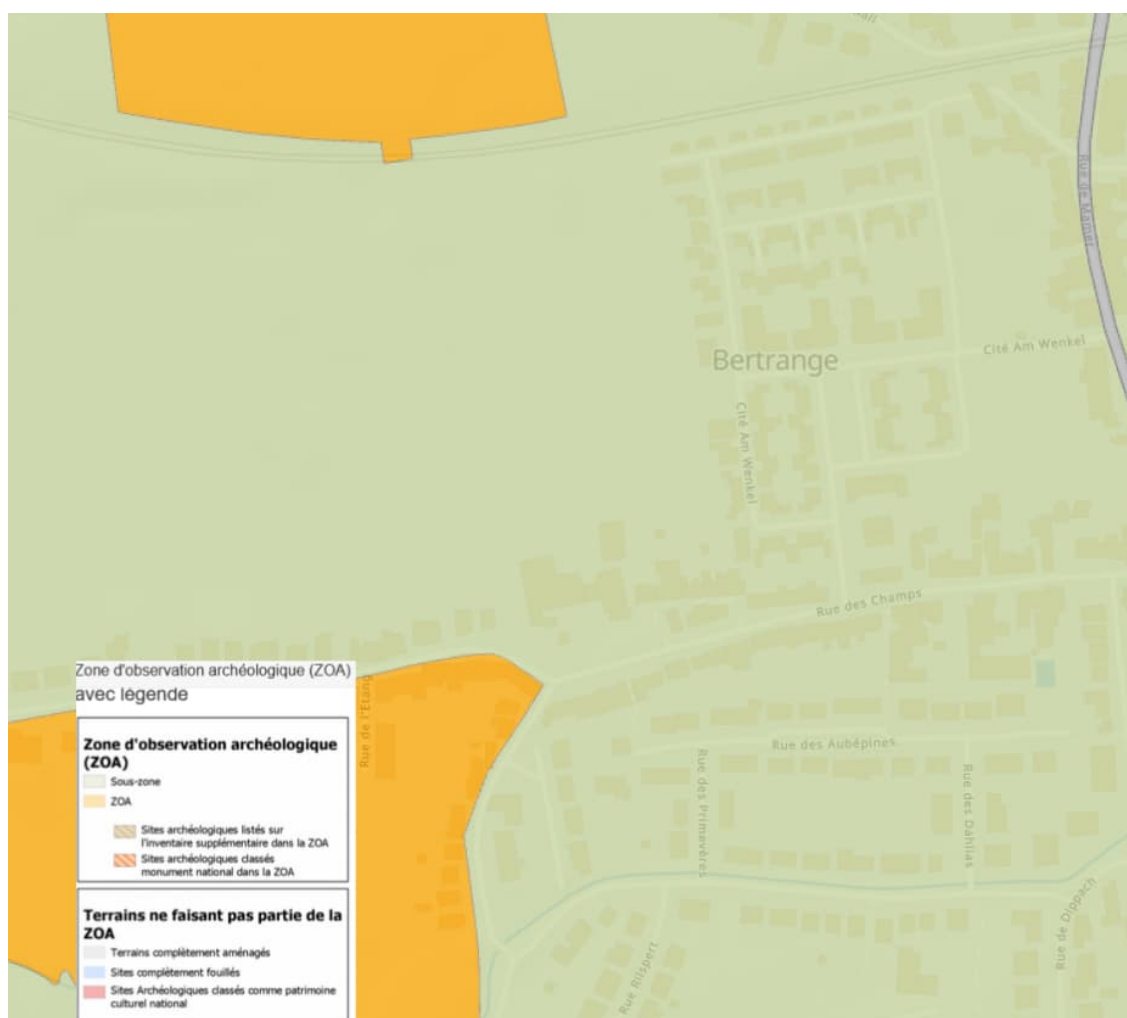 Rue de Mamer
Bertrange
Cité Am Wenkel
Cité Am Wenkel
Rue des Champs
Zone d'observation archéologique (ZOA)
avec légende
Rue de l'Etang
Zone d'observation archéologique
(ZOA)
Sous-zone
ZOA
Sites archéologiques listés sur
l'inventaire supplémentaire dans la ZOA
Sites archéologiques classés
monument national dans la ZOA
Terrains ne faisant pas partie de la
ZOA
Terrains complètement aménagés
Sites complètement fouillés
Sites Archéologiques classés comme patrimoine
culturel national
Rue des Aubépines
Rue des Primevères
Rue des Dahlias
Rue de Dippach
Rue Rilspert